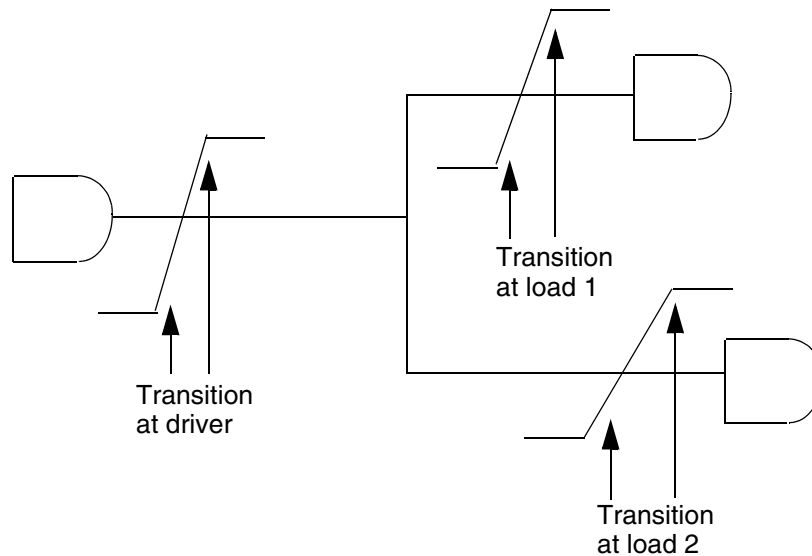 Transition
at load 1
Transition
at driver
Transition
at load 2